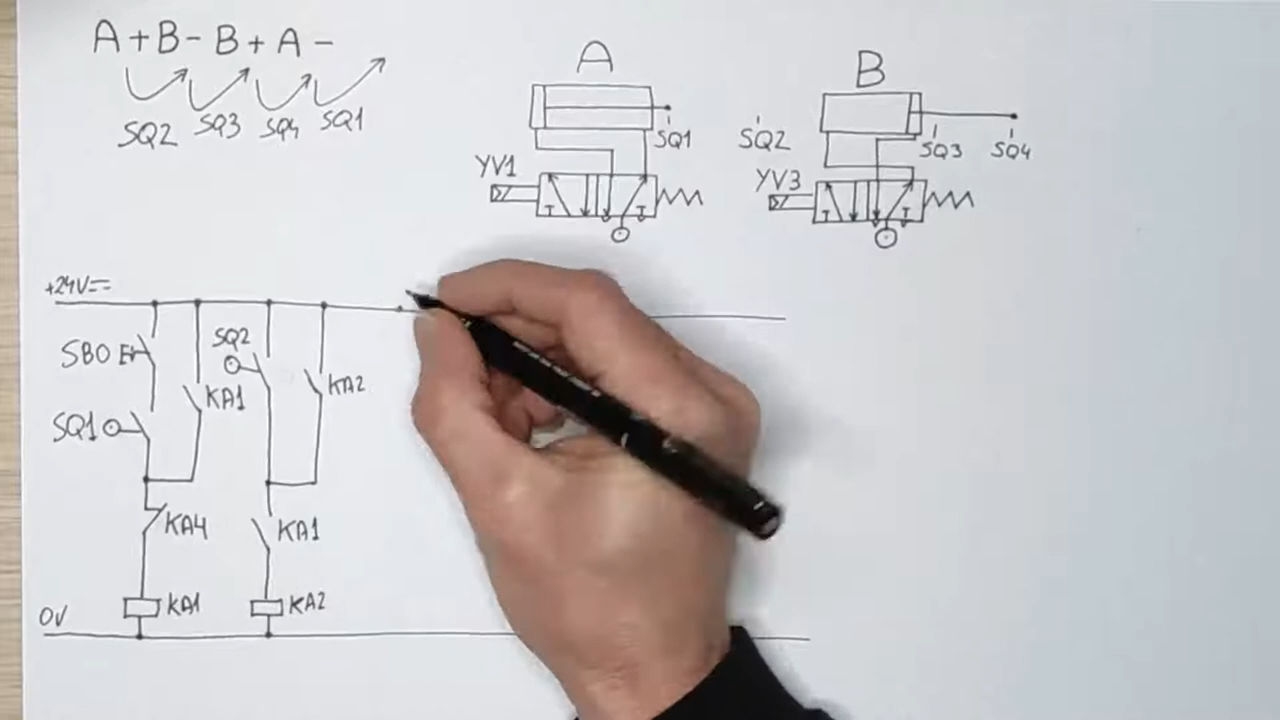 A+B-B+A-
SQ2 SQ3 SQ4 SQ1
A
B
SQ1
SQ2
SQ3
SQ4
YV1
YV3
+24V
SB0
SQ2
SQ1
KA1
KA2
KA4
KA1
KA1
KA2
0V